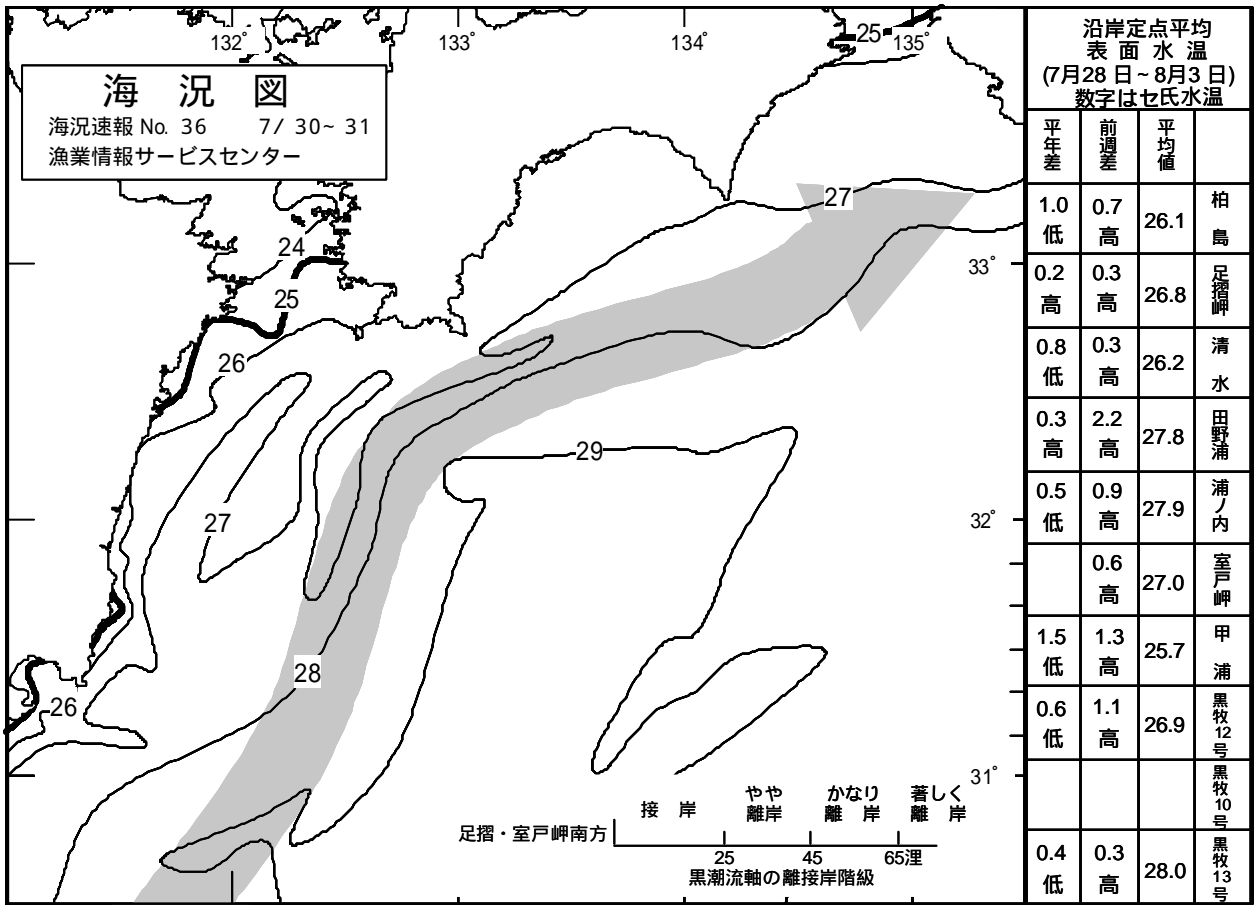 132° 133° 134° 25 135°
海況図
海況速報 No. 36 7/ 30~ 31
漁業情報サービスセンター
27
24
33°
25
26
29
27
32°
28
26
31°
接岸 やや離岸 かなり離岸 著しく離岸
足摺・室戸岬南方
25 45 65浬
黒潮流軸の離接岸階級
沿岸定点平均
表面水温
(7月28日~8月3日)
数字はセ氏水温
平年差 前週差 平均値
1.0低 0.7高 26.1 柏島
0.2高 0.3高 26.8 足摺岬
0.8低 0.3高 26.2 清水
0.3高 2.2高 27.8 田野浦
0.5低 0.9高 27.9 浦ノ内
0.6高 27.0 室戸岬
1.5低 1.3高 25.7 甲浦
0.6低 1.1高 26.9 黒牧12号
黒牧10号
0.4低 0.3高 28.0 黒牧13号